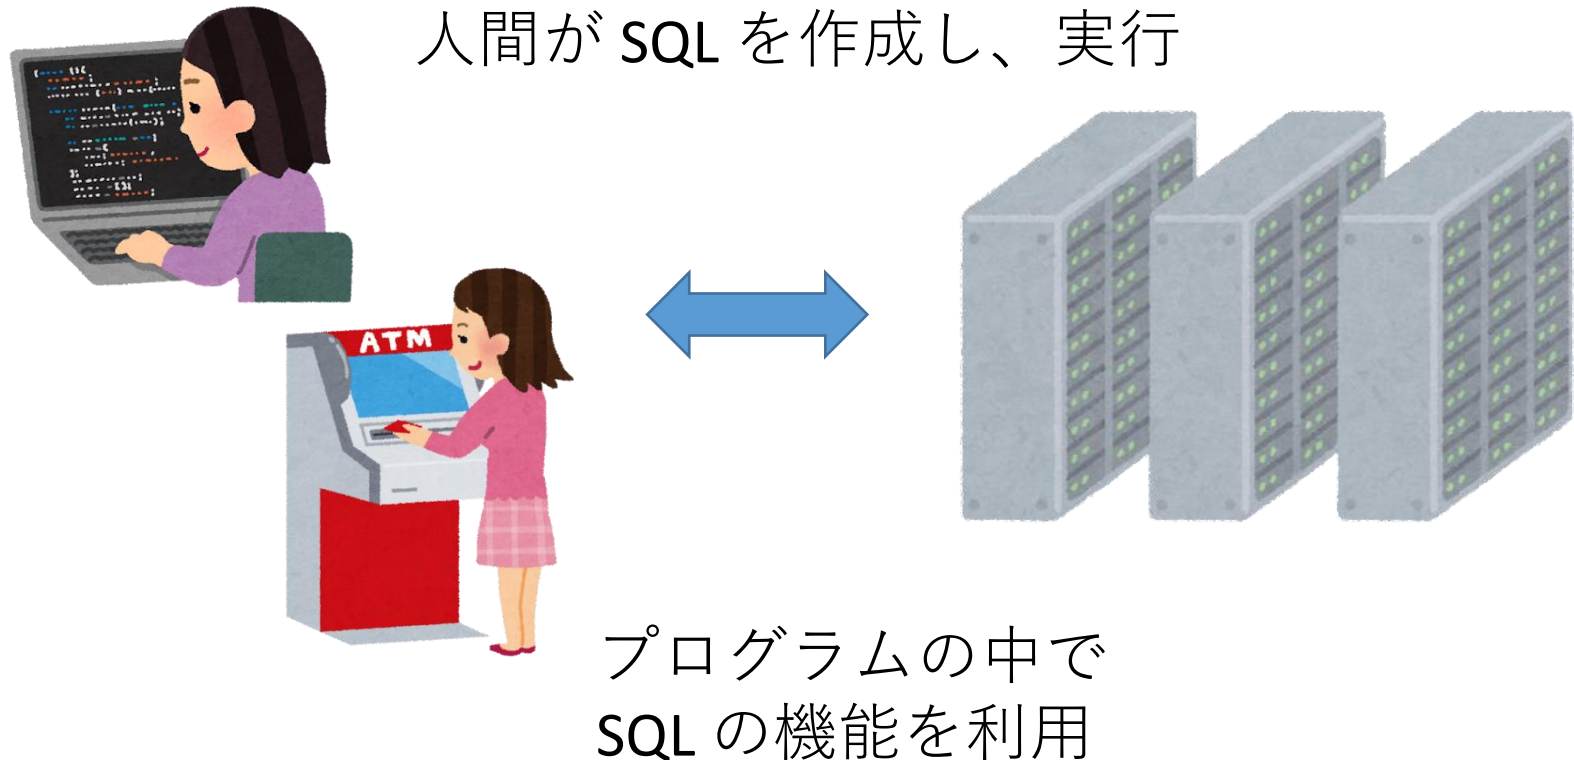 人間が SQL を作成し、実行
ATM
プログラムの中で
SQL の機能を利用